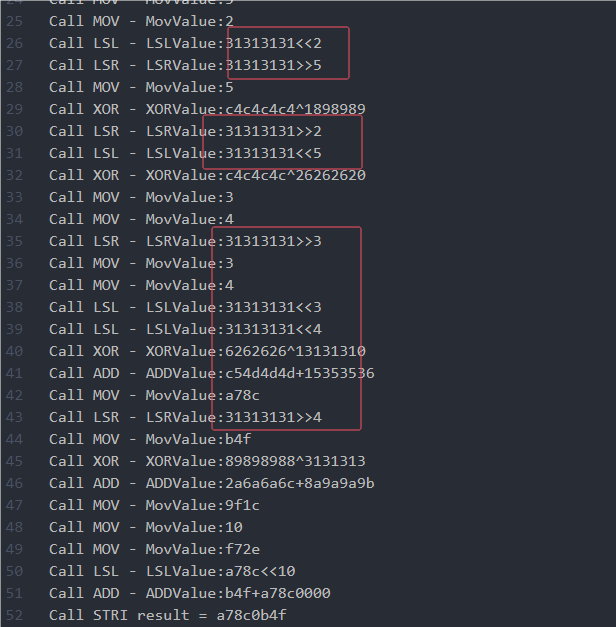 24 Call MOV - MovValue:5
25 Call MOV - MovValue:2
26 Call LSL - LSLValue:31313131<<2
27 Call LSR - LSRValue:31313131>>5
28 Call MOV - MovValue:5
29 Call XOR - XORValue:c4c4c4c4^1898989
30 Call LSR - LSRValue:31313131>>2
31 Call LSL - LSLValue:31313131<<5
32 Call XOR - XORValue:c4c4c4c^26262620
33 Call MOV - MovValue:3
34 Call MOV - MovValue:4
35 Call LSR - LSRValue:31313131>>3
36 Call MOV - MovValue:3
37 Call MOV - MovValue:4
38 Call LSL - LSLValue:31313131<<3
39 Call LSL - LSLValue:31313131<<4
40 Call XOR - XORValue:6262626^13131310
41 Call ADD - ADDValue:c54d4d4d+15353536
42 Call MOV - MovValue:a78c
43 Call LSR - LSRValue:31313131>>4
44 Call MOV - MovValue:b4f
45 Call XOR - XORValue:89898988^3131313
46 Call ADD - ADDValue:2a6a6a6c+8a9a9a9b
47 Call MOV - MovValue:9f1c
48 Call MOV - MovValue:10
49 Call MOV - MovValue:f72e
50 Call LSL - LSLValue:a78c<<10
51 Call ADD - ADDValue:b4f+a78c0000
52 Call STRI result = a78c0b4f